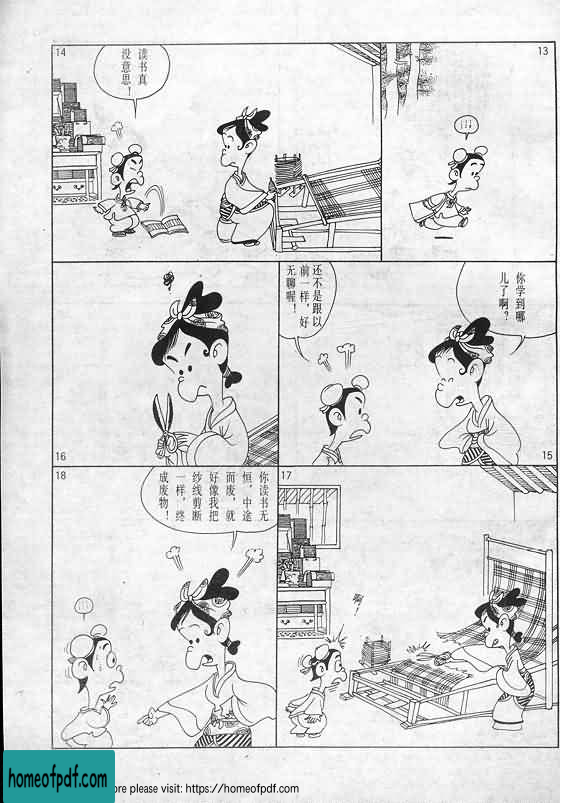 13
!!!
14
读书真
没意思！
15
你学到哪
儿了啊？
还不是跟以
前一样，好
无聊喔！
16
17
啊！
18
你读书无
恒，中途
而废，就
好像我把
纱线剪断
一样，终
成废物！
!!!
homeofpdf.com
ore please visit: https://homeofpdf.com